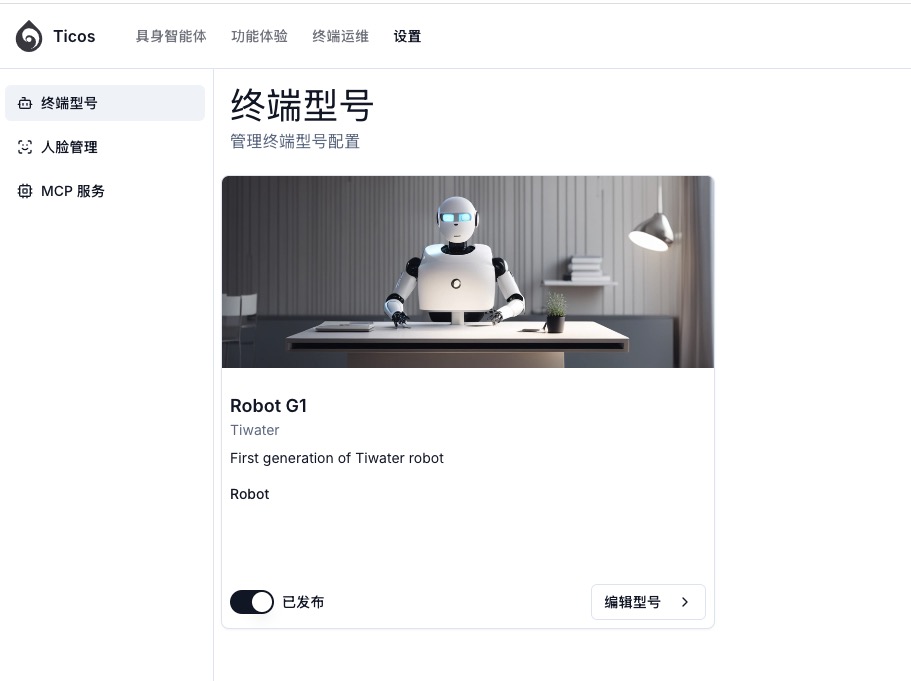 Ticos
具身智能体
功能体验
终端运维
设置
终端型号
人脸管理
MCP 服务
终端型号
管理终端型号配置
Robot G1
Tiwater
First generation of Tiwater robot
Robot
已发布
编辑型号